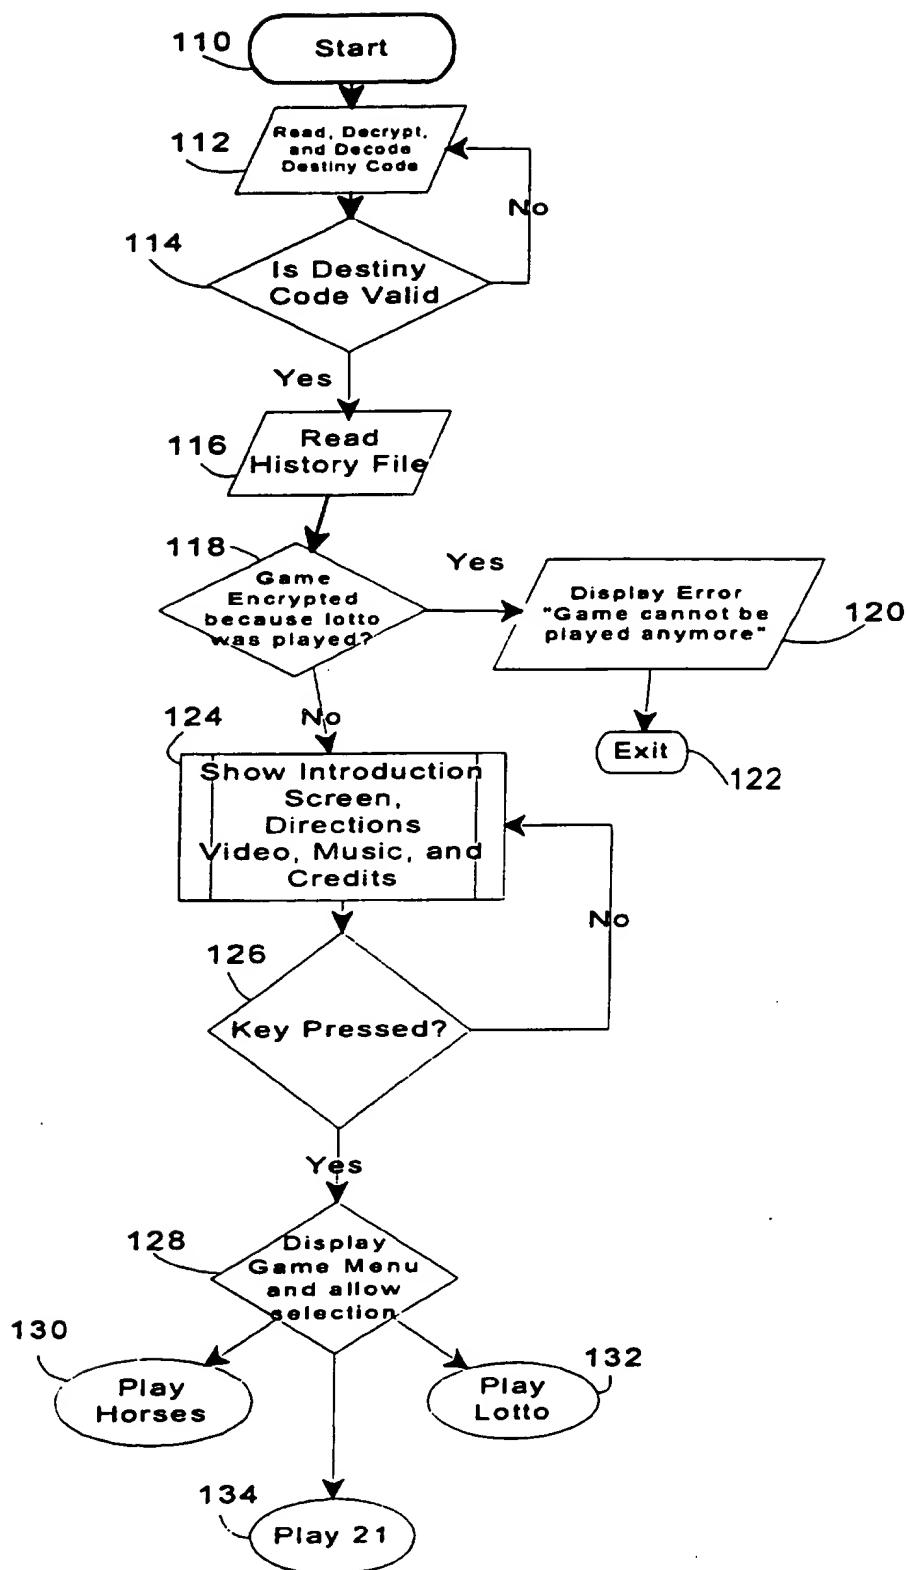 110
Start
112
Read, Decrypt,
and Decode
Destiny Code
No
114
Is Destiny
Code Valid
Yes
116
Read
History File
118
Game
Encrypted
because lotto
was played?
Yes
Display Error
"Game cannot be
played anymore"
120
No
Exit
122
124
Show Introduction
Screen,
Directions
Video, Music, and
Credits
No
126
Key Pressed?
Yes
128
Display
Game Menu
and allow
selection
130
Play
Horses
132
Play
Lotto
134
Play 21